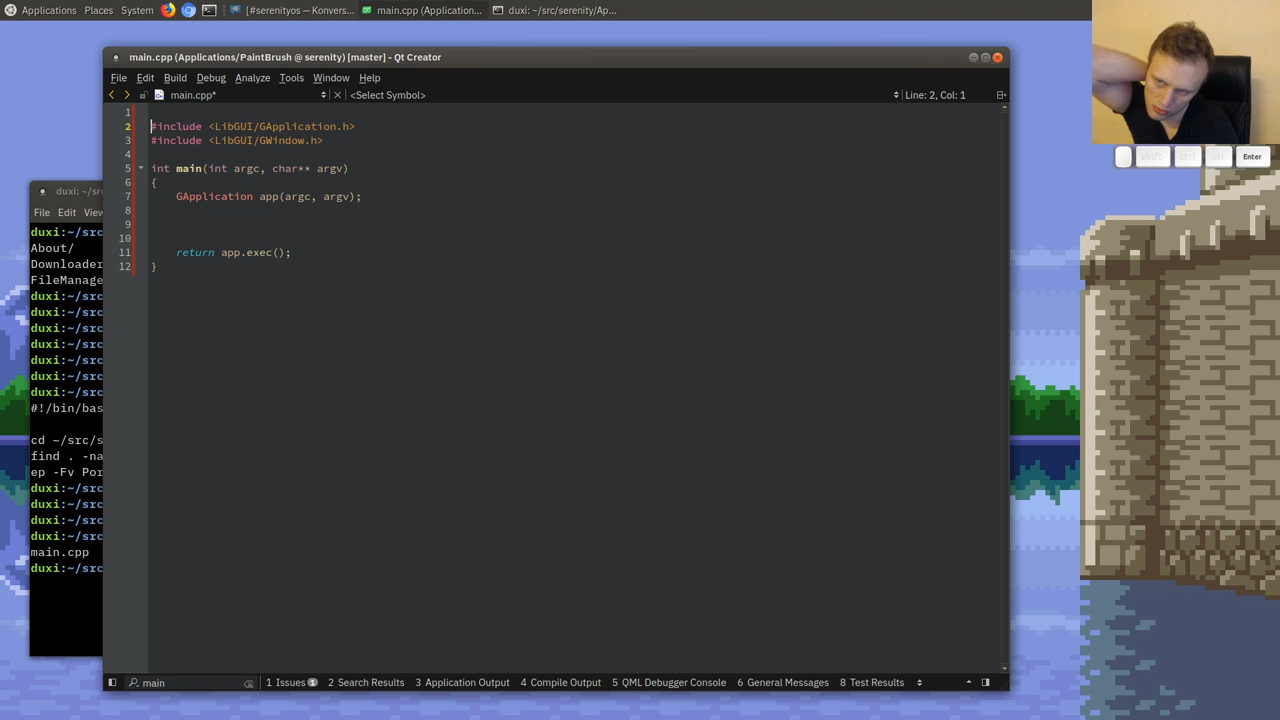 Applications Places System [#serenityos — Konvers... main.cpp (Application... duxi: ~/src/serenity/Ap...
main.cpp (Applications/PaintBrush @ serenity) [master] - Qt Creator
File Edit Build Debug Analyze Tools Window Help
main.cpp* <Select Symbol> Line: 2, Col: 1
1
2 #include <LibGUI/GApplication.h>
3 #include <LibGUI/GWindow.h>
4
5 int main(int argc, char** argv)
6 {
7 GApplication app(argc, argv);
8
9
10
11 return app.exec();
12 }
main 1 Issues 1 2 Search Results 3 Application Output 4 Compile Output 5 QML Debugger Console 6 General Messages 8 Test Results
duxi: ~/src
File Edit View
duxi:~/src
About/
Downloader
FileManage
duxi:~/src
duxi:~/src
duxi:~/src
duxi:~/src
duxi:~/src
duxi:~/src
duxi:~/src
#!/bin/bas
cd ~/src/s
find . -na
ep -Fv Por
duxi:~/src
duxi:~/src
duxi:~/src
duxi:~/src
main.cpp
duxi:~/src
shift ctrl alt Enter